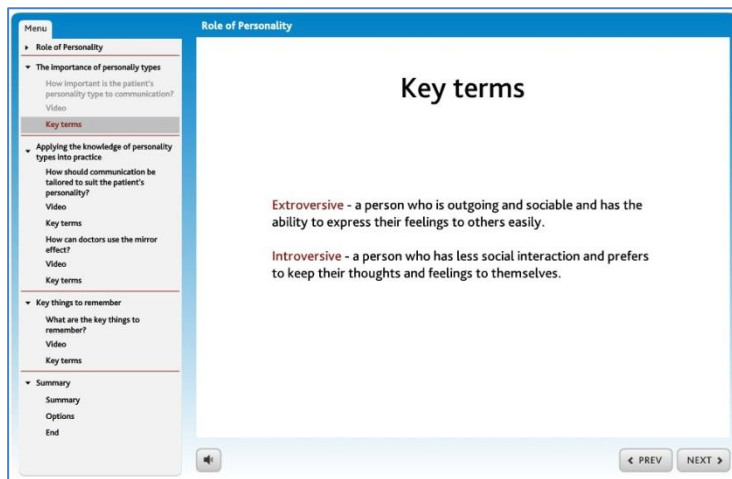 Menu
Role of Personality
The importance of personaliy types
How important is the patient's
personality type to communication?
Video
Key terms
Applying the knowledge of personality
types into practice
How should communication be
tailored to suit the patient's
personality?
Video
Key terms
How can doctors use the mirror
effect?
Video
Key terms
Key things to remember
What are the key things to
remember?
Video
Key terms
Summary
Summary
Options
End
Role of Personality
Key terms
Extroversive - a person who is outgoing and sociable and has the
ability to express their feelings to others easily.
Introversive - a person who has less social interaction and prefers
to keep their thoughts and feelings to themselves.
PREV
NEXT